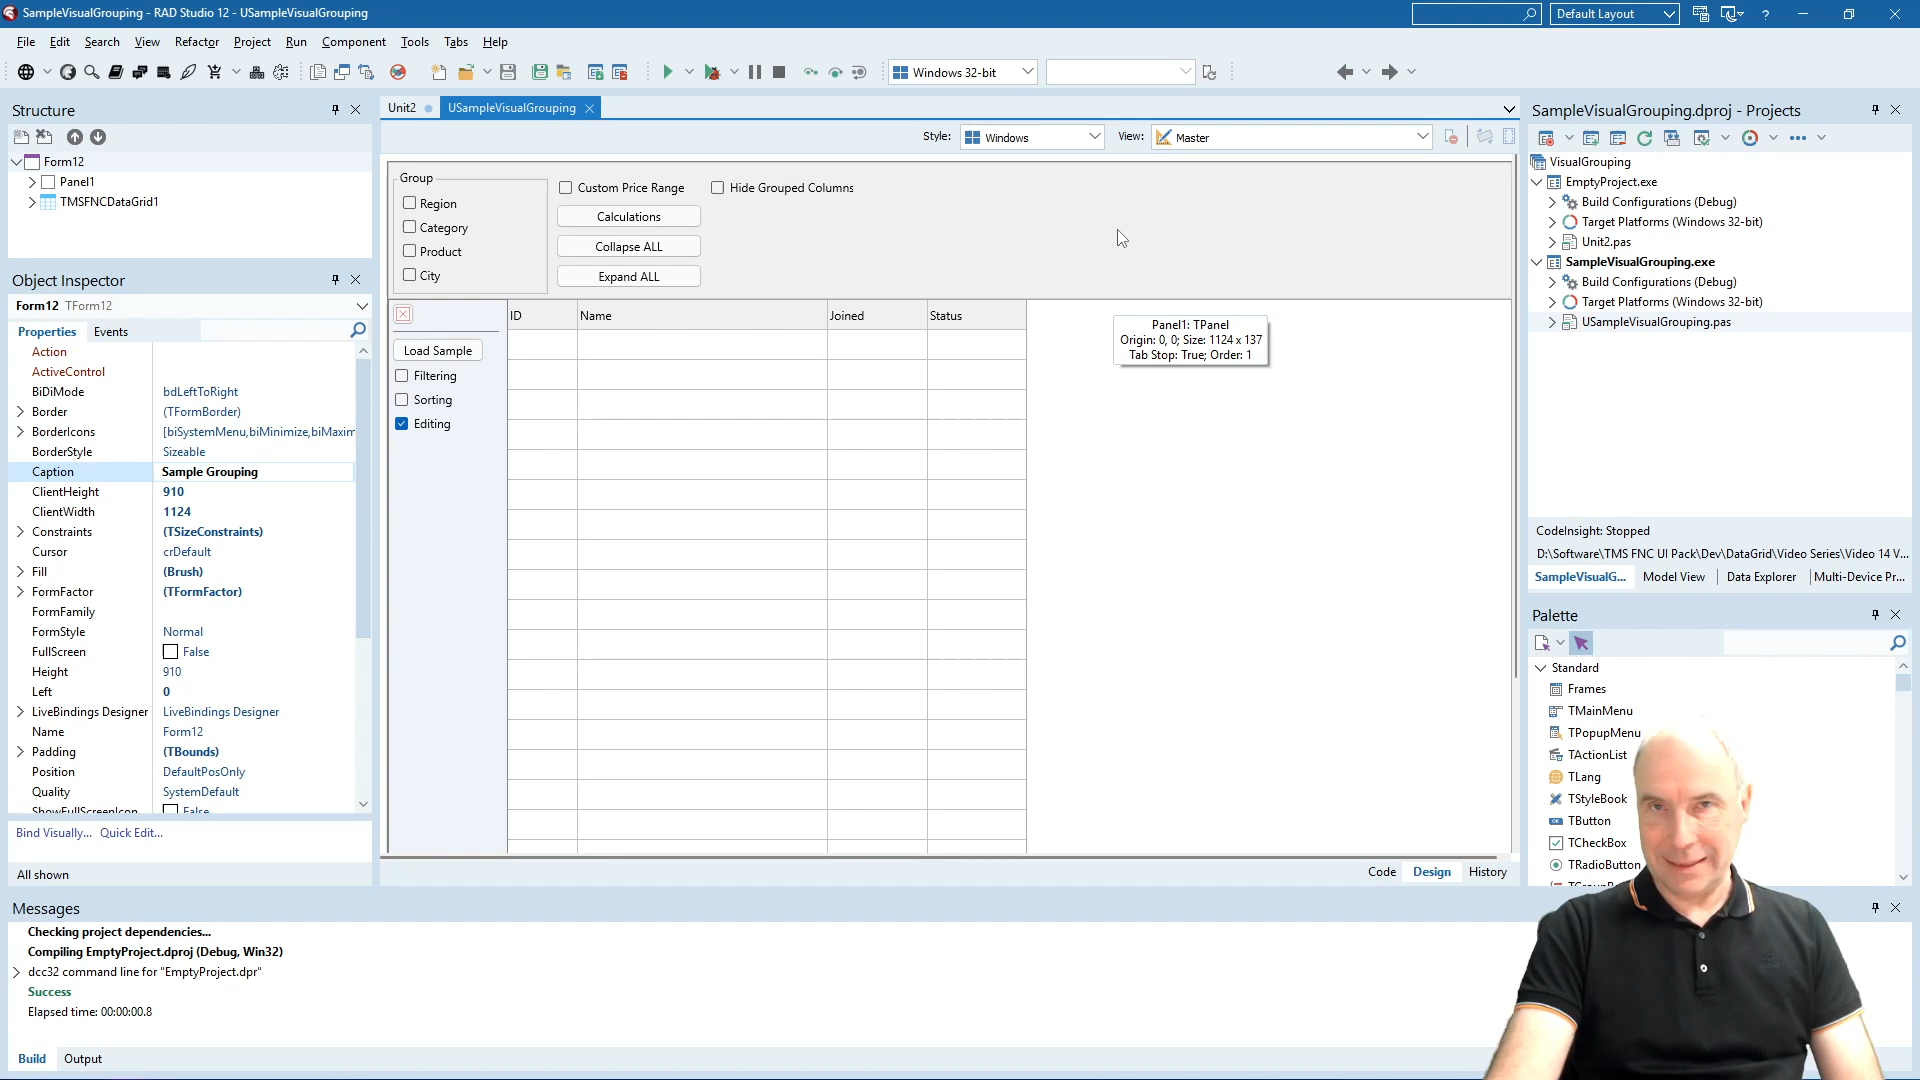 SampleVisualGrouping - RAD Studio 12 - USampleVisualGrouping
Default Layout
?
File Edit Search View Refactor Project Run Component Tools Tabs Help
Windows 32-bit
Structure
Form12
Panel1
TMSFNCDataGrid1
Object Inspector
Form12 TForm12
Properties Events
Action
ActiveControl
BiDiMode bdLeftToRight
Border (TFormBorder)
BorderIcons [biSystemMenu,biMinimize,biMaxim
BorderStyle Sizeable
Caption Sample Grouping
ClientHeight 910
ClientWidth 1124
Constraints (TSizeConstraints)
Cursor crDefault
Fill (Brush)
FormFactor (TFormFactor)
FormFamily
FormStyle Normal
FullScreen False
Height 910
Left 0
LiveBindings Designer LiveBindings Designer
Name Form12
Padding (TBounds)
Position DefaultPosOnly
Quality SystemDefault
ShowFullScreenIcon False
Bind Visually... Quick Edit...
All shown
Unit2 USampleVisualGrouping
Style: Windows View: Master
Group
Region
Category
Product
City
Custom Price Range Hide Grouped Columns
Calculations
Collapse ALL
Expand ALL
Load Sample
Filtering
Sorting
Editing
ID Name Joined Status
Panel1: TPanel
Origin: 0, 0; Size: 1124 x 137
Tab Stop: True; Order: 1
Code Design History
SampleVisualGrouping.dproj - Projects
VisualGrouping
EmptyProject.exe
Build Configurations (Debug)
Target Platforms (Windows 32-bit)
Unit2.pas
SampleVisualGrouping.exe
Build Configurations (Debug)
Target Platforms (Windows 32-bit)
USampleVisualGrouping.pas
CodeInsight: Stopped
D:\Software\TMS FNC UI Pack\Dev\DataGrid\Video Series\Video 14 V...
SampleVisualG... Model View Data Explorer Multi-Device Pr...
Palette
Standard
Frames
TMainMenu
TPopupMenu
TActionList
TLang
TStyleBook
TButton
TCheckBox
TRadioButton
Messages
Checking project dependencies...
Compiling EmptyProject.dproj (Debug, Win32)
dcc32 command line for "EmptyProject.dpr"
Success
Elapsed time: 00:00:00.8
Build Output